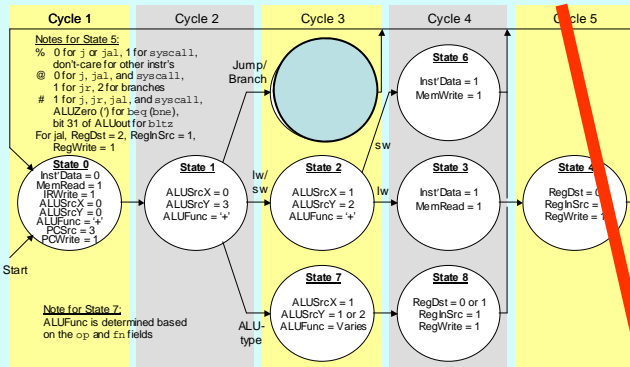 Cycle 1
Cycle 2
Cycle 3
Cycle 4
Cycle 5
Notes for State 5:
% 0 for j or jal, 1 for syscall,
don't-care for other instr's
@ 0 for j, jal, and syscall,
1 for jr, 2 for branches
# 1 for j, jr, jal, and syscall,
ALUZero (') for beq (bne),
bit 31 of ALUout for bltz
For jal, RegDst = 2, RegInSrc = 1,
RegWrite = 1
State 0
Inst'Data = 0
MemRead = 1
IRWrite = 1
ALUSrcX = 0
ALUSrcY = 0
ALUFunc = '+'
PCSrc = 3
PCWrite = 1
Start
State 1
ALUSrcX = 0
ALUSrcY = 3
ALUFunc = '+'
Jump/
Branch
lw/
sw
ALU-
type
State 2
ALUSrcX = 1
ALUSrcY = 2
ALUFunc = '+'
sw
lw
State 6
Inst'Data = 1
MemWrite = 1
State 3
Inst'Data = 1
MemRead = 1
State
RegDst =
RegInSrc =
RegWrite =
State 7
ALUSrcX = 1
ALUSrcY = 1 or 2
ALUFunc = Varies
State 8
RegDst = 0 or 1
RegInSrc = 1
RegWrite = 1
Note for State 7:
ALUFunc is determined based
on the op and fn fields